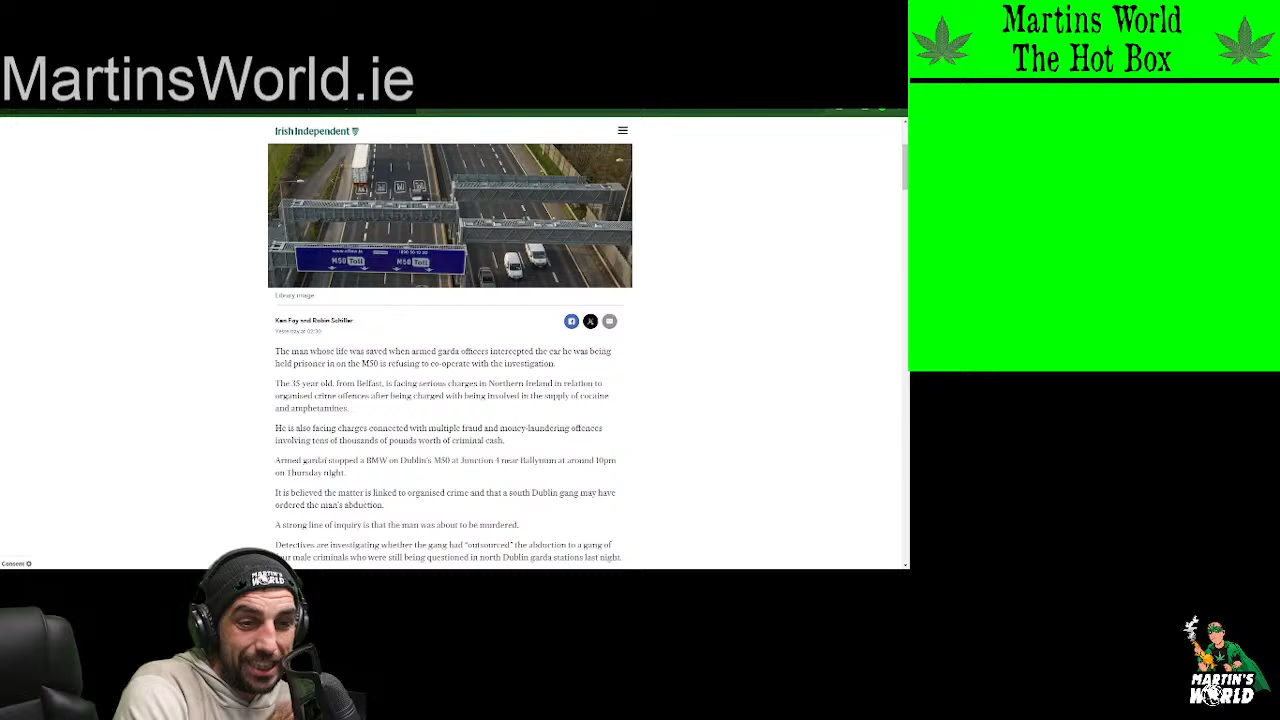 MartinsWorld.ie
Martins World
The Hot Box
Irish Independent
M50 Toll
M50 Toll
Library image
Ken Foy and Robin Schiller
Yesterday at 02:30
The man whose life was saved when armed garda officers intercepted the car he was being
held prisoner in on the M50 is refusing to co-operate with the investigation.
The 35 year old, from Belfast, is facing serious charges in Northern Ireland in relation to
organised crime offences after being charged with being involved in the supply of cocaine
and amphetamines.
He is also facing charges connected with multiple fraud and money-laundering offences
involving tens of thousands of pounds worth of criminal cash.
Armed gardaí stopped a BMW on Dublin's M50 at Junction 4 near Ballymun at around 10pm
on Thursday night.
It is believed the matter is linked to organised crime and that a south Dublin gang may have
ordered the man's abduction.
A strong line of inquiry is that the man was about to be murdered.
Detectives are investigating whether the gang had "outsourced" the abduction to a gang of
our male criminals who were still being questioned in north Dublin garda stations last night.
Consent
MARTIN'S
WORLD
MARTIN'S
WORLD